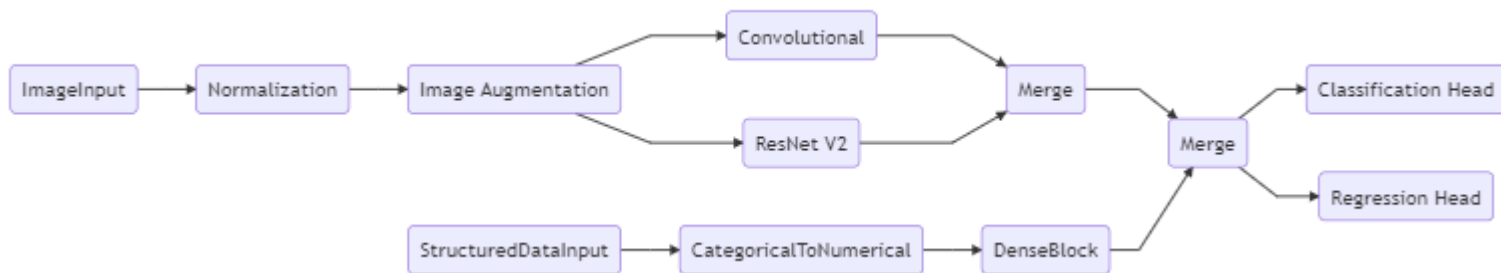 ImageInput
Normalization
Image Augmentation
Convolutional
ResNet V2
Merge
StructuredDataInput
CategoricalToNumerical
DenseBlock
Merge
Classification Head
Regression Head